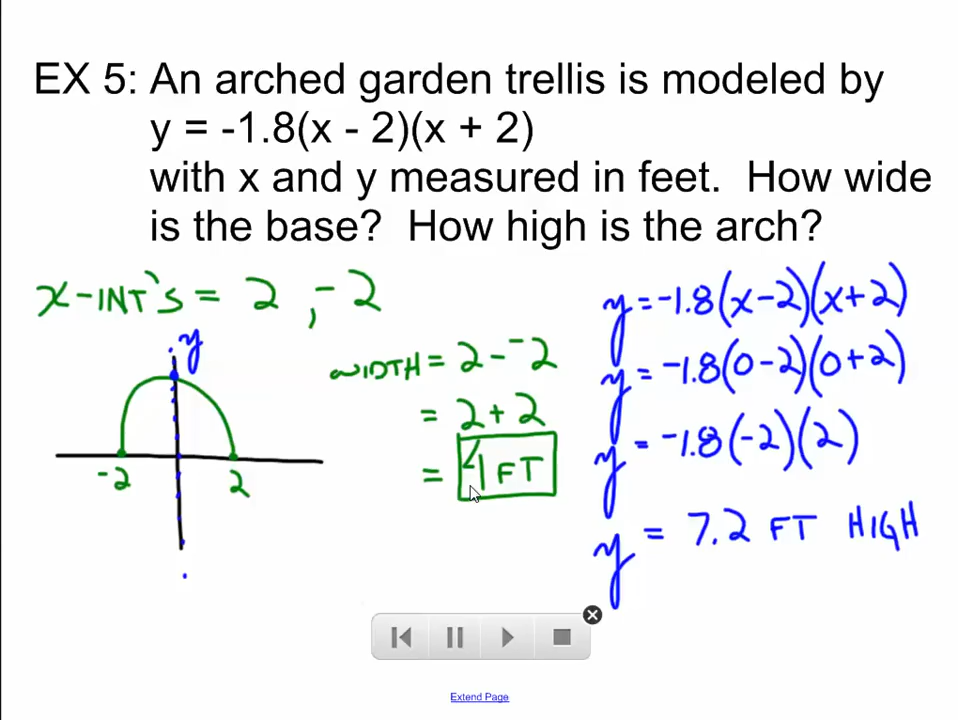 EX 5: An arched garden trellis is modeled by
y = -1.8(x - 2)(x + 2)
with x and y measured in feet. How wide
is the base? How high is the arch?
x-INT'S = 2, -2
y
-2
2
WIDTH = 2 - -2
= 2 + 2
= 4 FT
y = -1.8(x-2)(x+2)
y = -1.8(0-2)(0+2)
y = -1.8(-2)(2)
y = 7.2 FT HIGH
Extend Page